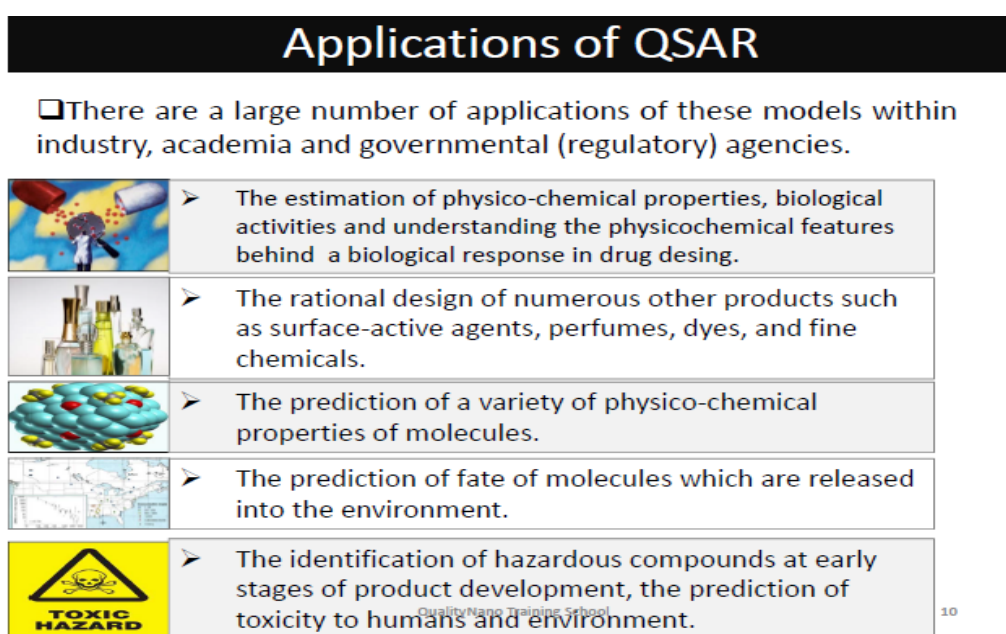 Applications of QSAR
❑There are a large number of applications of these models within
industry, academia and governmental (regulatory) agencies.
➢ The estimation of physico-chemical properties, biological
activities and understanding the physicochemical features
behind a biological response in drug desing.
➢ The rational design of numerous other products such
as surface-active agents, perfumes, dyes, and fine
chemicals.
➢ The prediction of a variety of physico-chemical
properties of molecules.
➢ The prediction of fate of molecules which are released
into the environment.
➢ The identification of hazardous compounds at early
stages of product development, the prediction of
toxicity to humans and environment.
TOXIC
HAZARD
QualityNano Training School
10